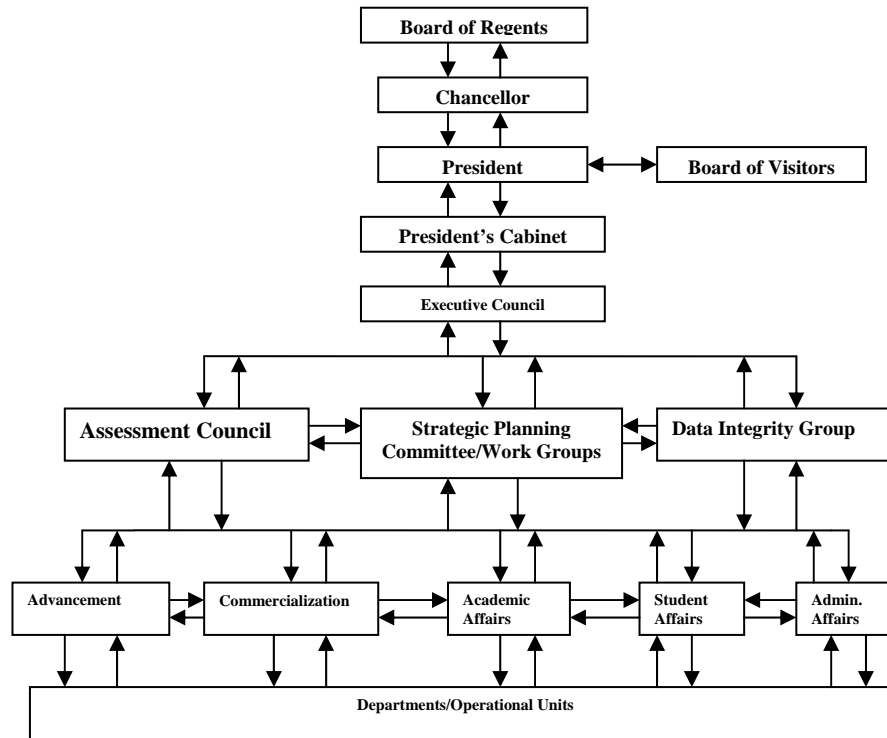 Board of Regents
Chancellor
President
Board of Visitors
President’s Cabinet
Executive Council
Assessment Council
Strategic Planning
Committee/Work Groups
Data Integrity Group
Advancement
Commercialization
Academic
Affairs
Student
Affairs
Admin.
Affairs
Departments/Operational Units